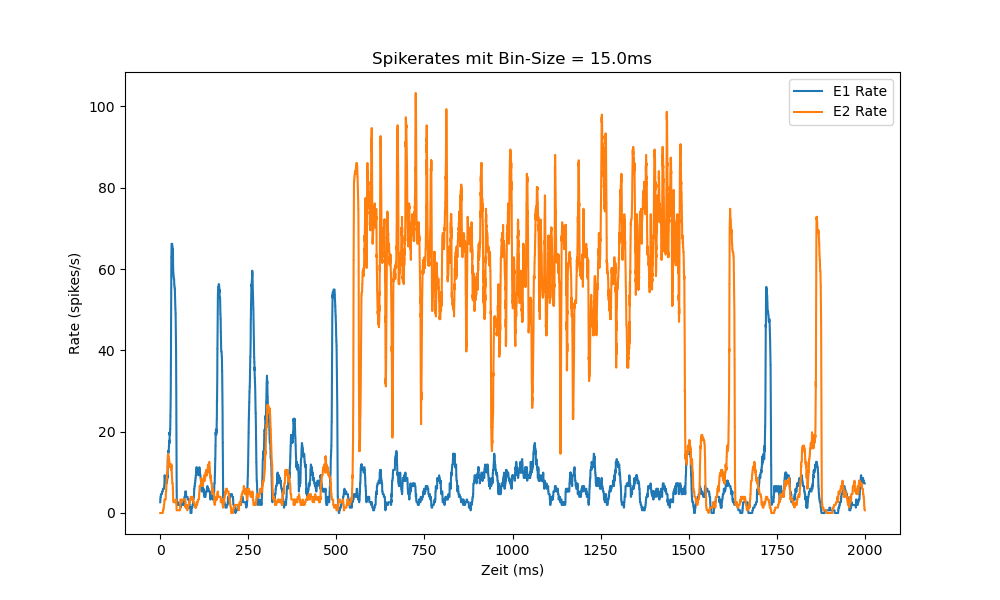 Spikerates mit Bin-Size = 15.0ms
E1 Rate
E2 Rate
Rate (spikes/s)
100
80
60
40
20
0
0 250 500 750 1000 1250 1500 1750 2000
Zeit (ms)